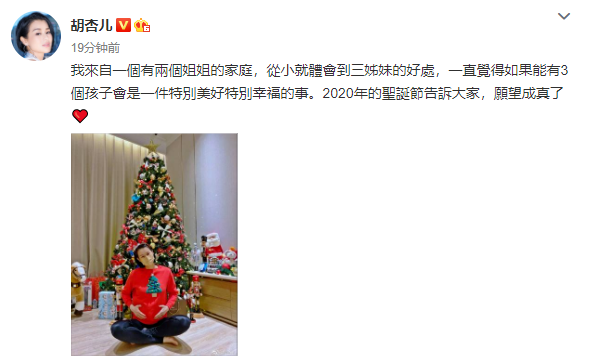 胡杏儿
19分钟前
我來自一個有兩個姐姐的家庭，從小就體會到三姊妹的好處，一直覺得如果能有3
個孩子會是一件特別美好特別幸福的事。2020年的聖誕節告訴大家，願望成真了